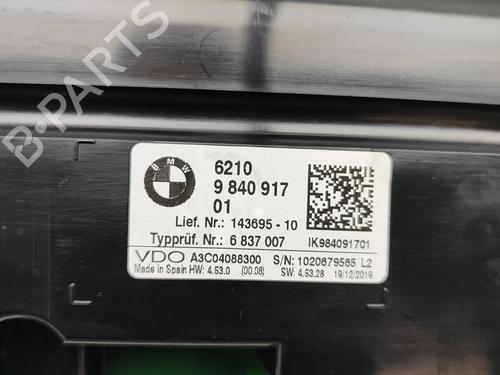 B-PARTS
BMW
6210
9 840 917
01
Lief. Nr.: 143695 - 10
Typprüf. Nr.: 6 837 007
IK984091701
VDO A3C04088300 S/N: 1020679565 L2
Made in Spain HW: 4.53.0 (00.08) SW: 4.53.28 19/12/2019